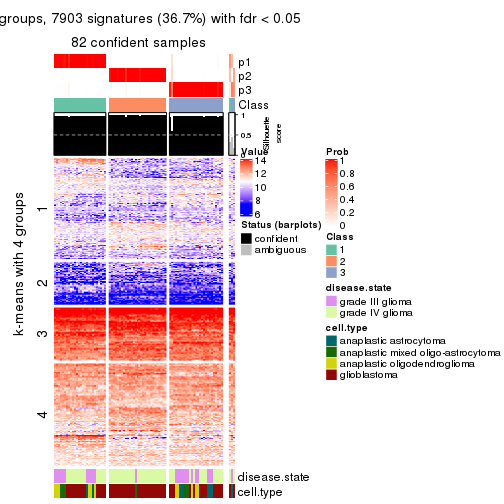 groups, 7903 signatures (36.7%) with fdr < 0.05
82 confident samples
p1
p2
p3
Class
1
0.5
0
Silhouette
score
k-means with 4 groups
1
2
3
4
Value
14
12
10
8
6
Status (barplots)
confident
ambiguous
Prob
1
0.8
0.6
0.4
0.2
0
Class
1
2
3
disease.state
grade III glioma
grade IV glioma
cell.type
anaplastic astrocytoma
anaplastic mixed oligo-astrocytoma
anaplastic oligodendroglioma
glioblastoma
disease.state
cell.type